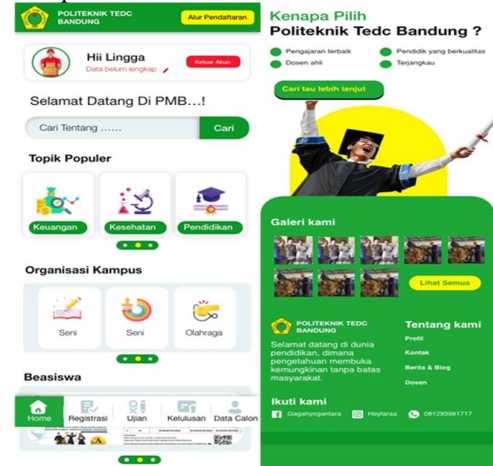 POLITEKNIK TEDC
BANDUNG
Alur Pendaftaran
Hii Lingga
Data belum lengkap
Keluar Akun
Selamat Datang Di PMB...!
Cari Tentang ......
Cari
Topik Populer
Keuangan
Kesehatan
Pendidikan
Organisasi Kampus
Seni
Seni
Olahraga
Beasiswa
Home
Registrasi
Ujian
Kelulusan
Data Calon
Kenapa Pilih
Politeknik Tedc Bandung ?
Pengajaran terbaik
Pendidik yang berkualitas
Dosen ahli
Terjangkau
Cari tau lebih lanjut
Galeri kami
Lihat Semua
POLITEKNIK TEDC
BANDUNG
Selamat datang di dunia
pendidikan, dimana
pengetahuan membuka
kemungkinan tanpa batas
masyarakat.
Tentang kami
Profil
Kontak
Berita & Blog
Dosen
Ikuti kami
Gagahyogantara
Heytaraa
081293981717